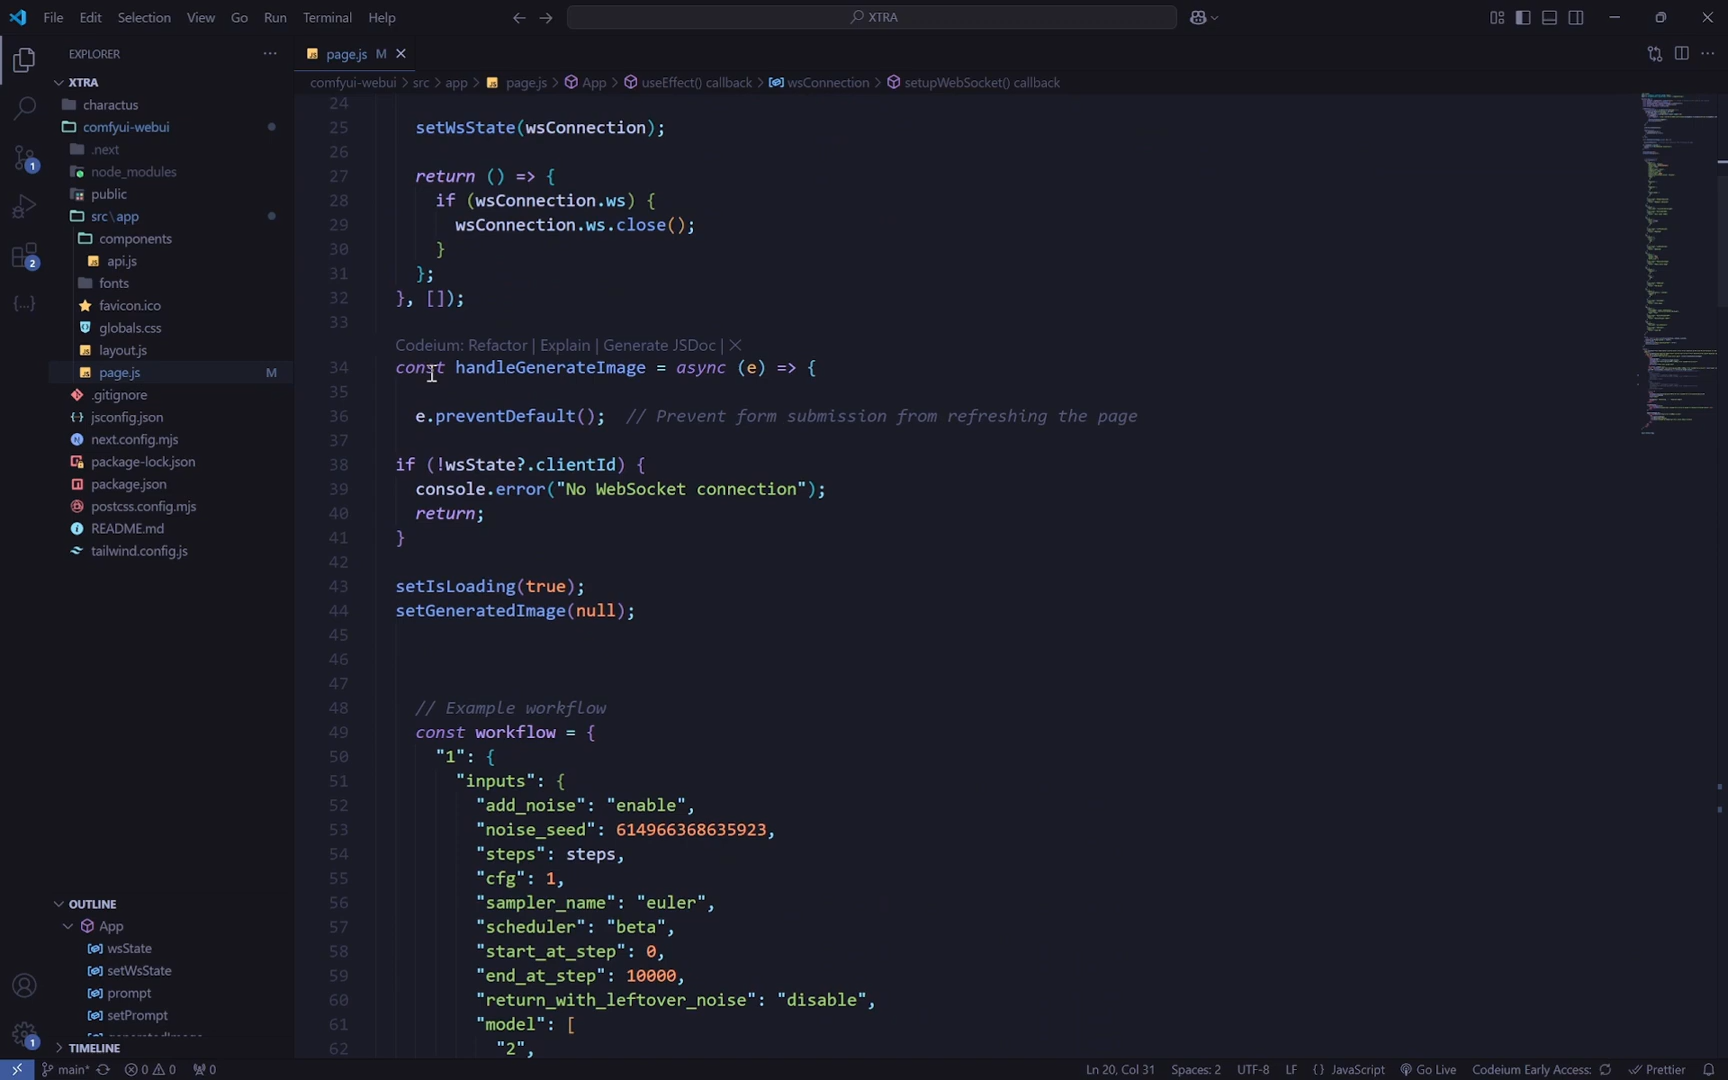 File Edit Selection View Go Run Terminal Help
XTRA
EXPLORER
XTRA
charactus
comfyui-webui
.next
node_modules
public
src\app
components
api.js
fonts
favicon.ico
globals.css
layout.js
page.js M
.gitignore
jsconfig.json
next.config.mjs
package-lock.json
package.json
postcss.config.mjs
README.md
tailwind.config.js
1
2
1
OUTLINE
App
wsState
setWsState
prompt
setPrompt
TIMELINE
page.js M
comfyui-webui > src > app > page.js > App > useEffect() callback > wsConnection > setupWebSocket() callback
24
25 setWsState(wsConnection);
26
27 return () => {
28 if (wsConnection.ws) {
29 wsConnection.ws.close();
30 }
31 };
32 }, []);
33
Codeium: Refactor | Explain | Generate JSDoc | ×
34 const handleGenerateImage = async (e) => {
35
36 e.preventDefault(); // Prevent form submission from refreshing the page
37
38 if (!wsState?.clientId) {
39 console.error("No WebSocket connection");
40 return;
41 }
42
43 setIsLoading(true);
44 setGeneratedImage(null);
45
46
47
48 // Example workflow
49 const workflow = {
50 "1": {
51 "inputs": {
52 "add_noise": "enable",
53 "noise_seed": 614966368635923,
54 "steps": steps,
55 "cfg": 1,
56 "sampler_name": "euler",
57 "scheduler": "beta",
58 "start_at_step": 0,
59 "end_at_step": 10000,
60 "return_with_leftover_noise": "disable",
61 "model": [
62 "2",
main* 0 0 0 Ln 20, Col 31 Spaces: 2 UTF-8 LF {} JavaScript Go Live Codeium Early Access: Prettier